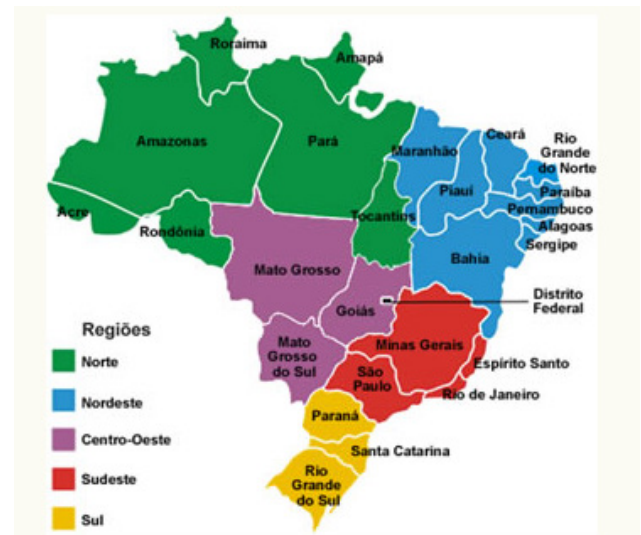 Roraima
Amapá
Amazonas
Pará
Maranhão
Ceará
Rio
Grande
do Norte
Piauí
Paraíba
Pernambuco
Alagoas
Sergipe
Acre
Rondônia
Tocantins
Bahia
Mato Grosso
Goiás
Distrito
Federal
Mato
Grosso
do Sul
Minas Gerais
Espírito Santo
São
Paulo
Rio de Janeiro
Paraná
Santa Catarina
Rio
Grande
do Sul
Regiões
Norte
Nordeste
Centro-Oeste
Sudeste
Sul